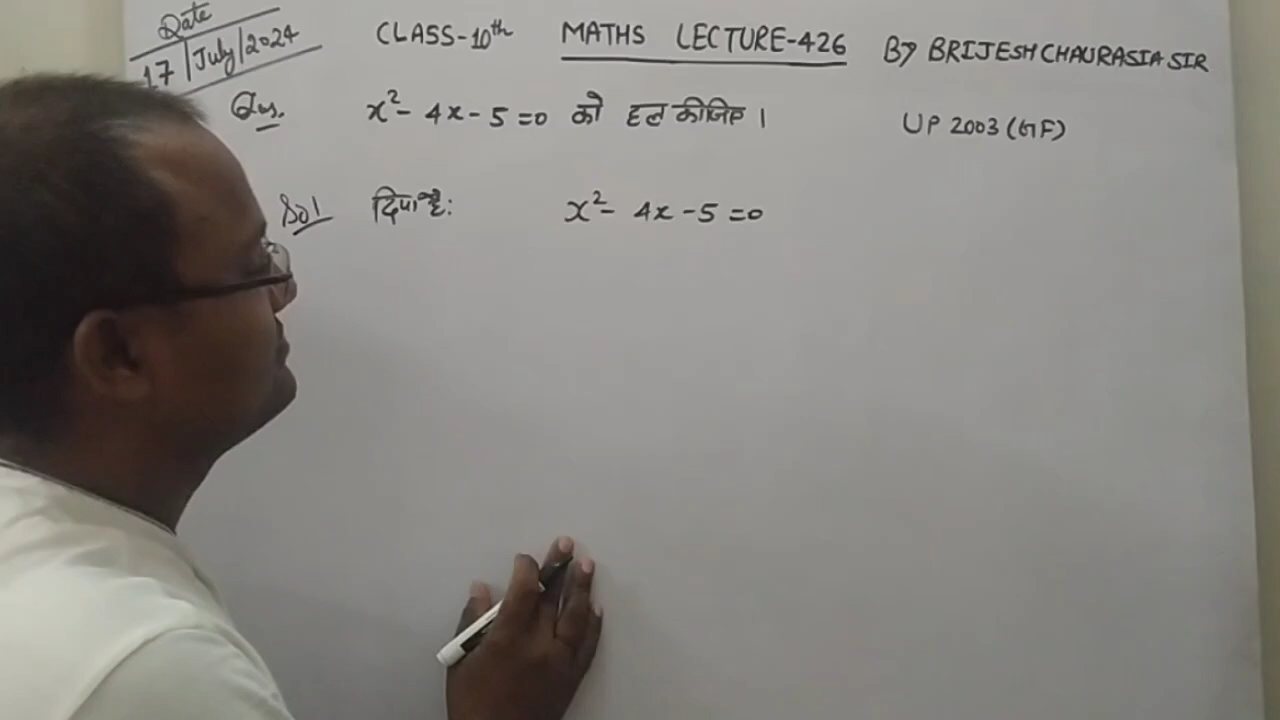 Date
17/July/2024
CLASS-10th MATHS LECTURE-426 By BRIJESH CHAURASIA SIR
Qus. x²- 4x - 5 =0 को हल कीजिए । UP 2003 (GF)
Sol दिया है: x²- 4x -5 =0